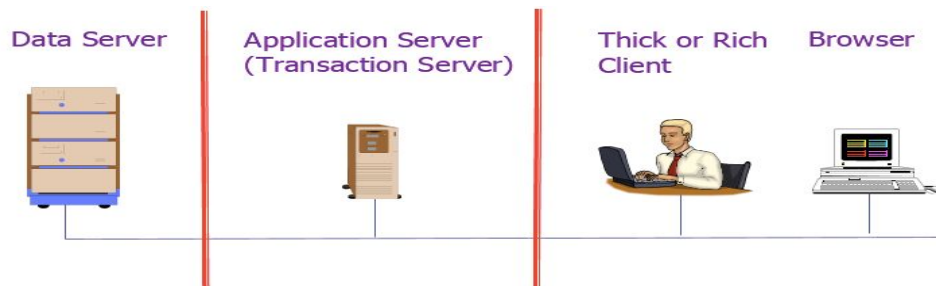 Data Server
Application Server
(Transaction Server)
Thick or Rich
Client
Browser